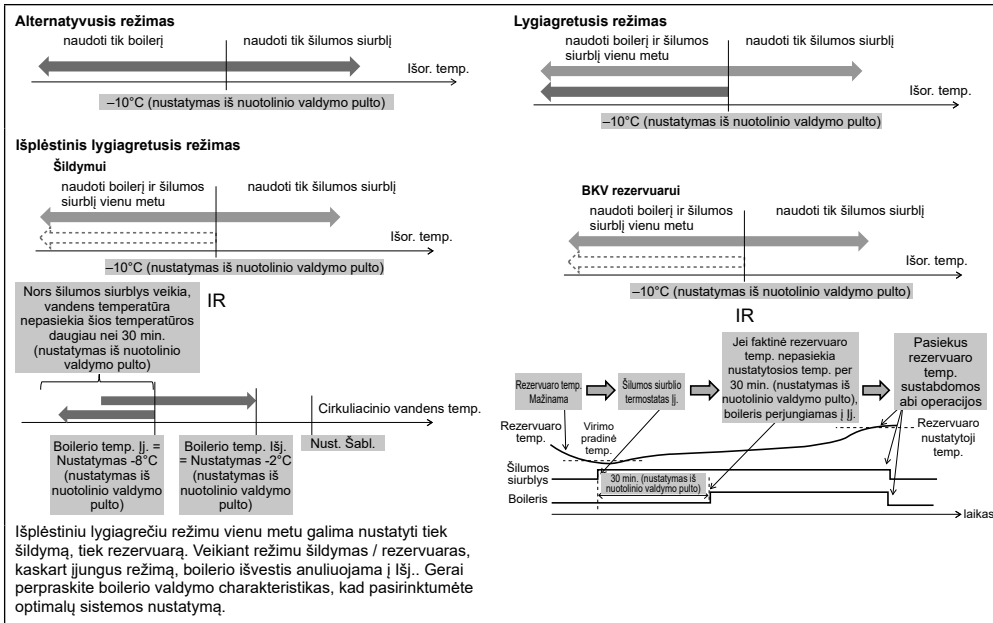 Alternatyvusis režimas
naudoti tik boilerį
naudoti tik šilumos siurblį
Išor. temp.
–10°C (nustatymas iš nuotolinio valdymo pulto)
Lygiagretusis režimas
naudoti boilerį ir šilumos
siurblį vienu metu
naudoti tik šilumos siurblį
Išor. temp.
–10°C (nustatymas iš nuotolinio valdymo pulto)
Išplėstinis lygiagretusis režimas
Šildymui
naudoti boilerį ir šilumos
siurblį vienu metu
naudoti tik šilumos siurblį
Išor. temp.
–10°C (nustatymas iš nuotolinio valdymo pulto)
IR
Nors šilumos siurblys veikia,
vandens temperatūra
nepasiekia šios temperatūros
daugiau nei 30 min.
(nustatymas iš nuotolinio
valdymo pulto)
Cirkuliacinio vandens temp.
Boilerio temp. Įj. =
Nustatymas -8°C
(nustatymas iš
nuotolinio valdymo
pulto)
Boilerio temp. Išj.
= Nustatymas -2°C
(nustatymas iš
nuotolinio valdymo
pulto)
Nust. Šabl.
BKV rezervuarui
naudoti boilerį ir šilumos
siurblį vienu metu
naudoti tik šilumos siurblį
Išor. temp.
–10°C (nustatymas iš nuotolinio valdymo pulto)
IR
Rezervuaro temp.
Mažinama
Šilumos siurblio
termostatas Įj.
Jei faktinė rezervuaro
temp. nepasiekia
nustatytosios temp. per
30 min. (nustatymas iš
nuotolinio valdymo pulto),
boileris perjungiamas į Įj.
Pasiekus
rezervuaro
temp.
sustabdomos
abi operacijos
Rezervuaro
temp.
Virimo
pradinė
temp.
Rezervuaro
nustatytoji
temp.
Šilumos
siurblys
30 min. (nustatymas iš
nuotolinio valdymo pulto)
Boileris
laikas
Išplėstiniu lygiagrečiu režimu vienu metu galima nustatyti tiek
šildymą, tiek rezervuarą. Veikiant režimu šildymas / rezervuaras,
kaskart įjungus režimą, boilerio išvestis anuliuojama į Išj.. Gerai
perpraskite boilerio valdymo charakteristikas, kad pasirinktumėte
optimalų sistemos nustatymą.